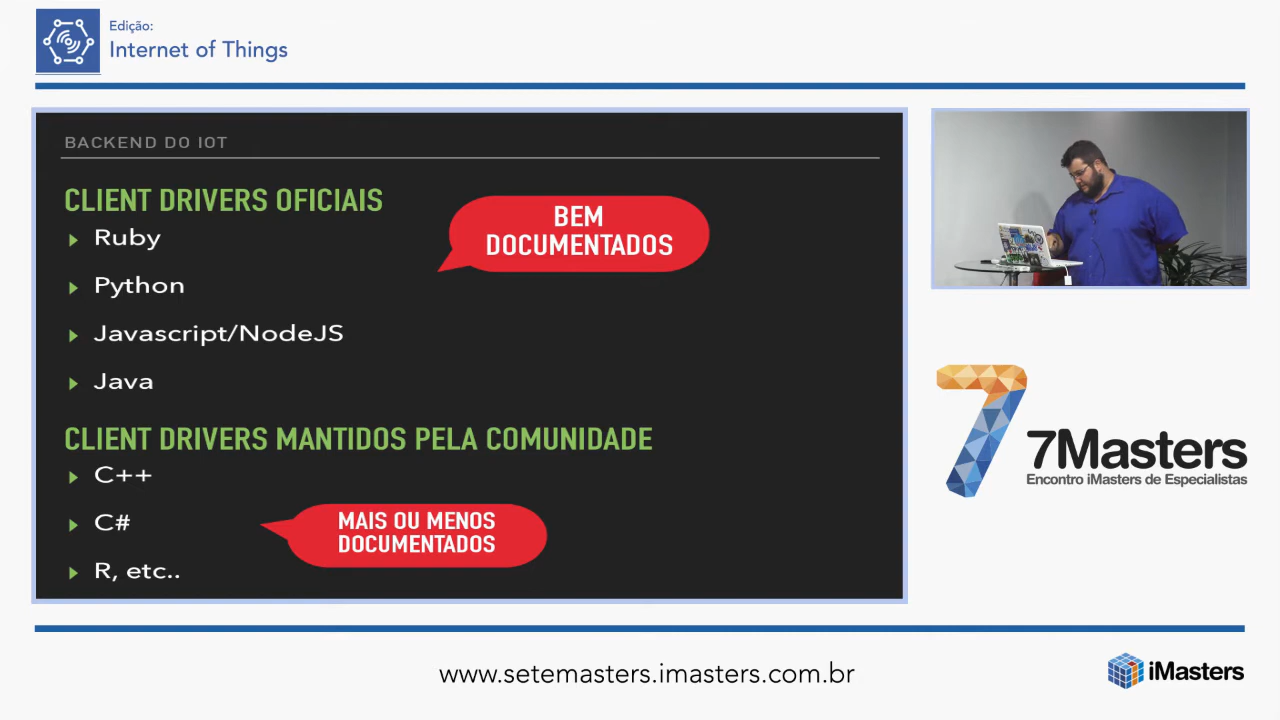 Edição:
Internet of Things
BACKEND DO IOT
CLIENT DRIVERS OFICIAIS
Ruby
Python
Javascript/NodeJS
Java
BEM
DOCUMENTADOS
CLIENT DRIVERS MANTIDOS PELA COMUNIDADE
C++
C#
R, etc..
MAIS OU MENOS
DOCUMENTADOS
7Masters
Encontro iMasters de Especialistas
www.setemasters.imasters.com.br
iMasters